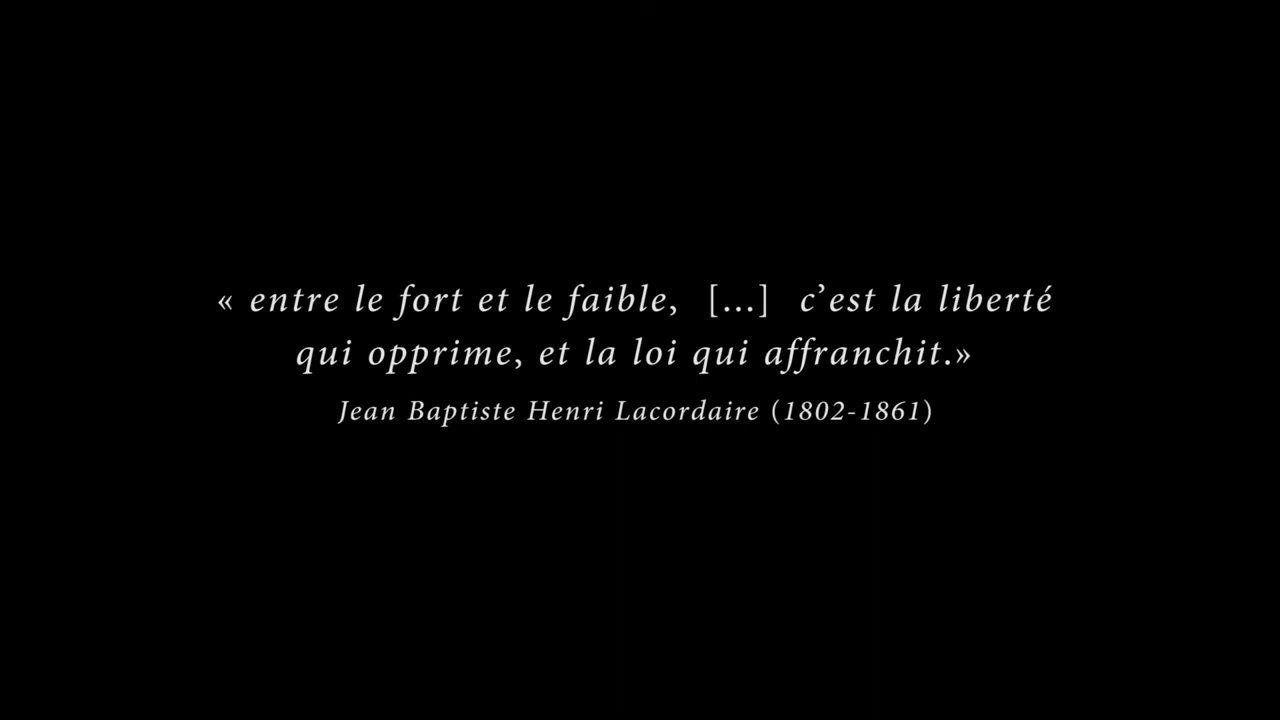 « entre le fort et le faible, [...] c’est la liberté
qui opprime, et la loi qui affranchit.»
Jean Baptiste Henri Lacordaire (1802-1861)